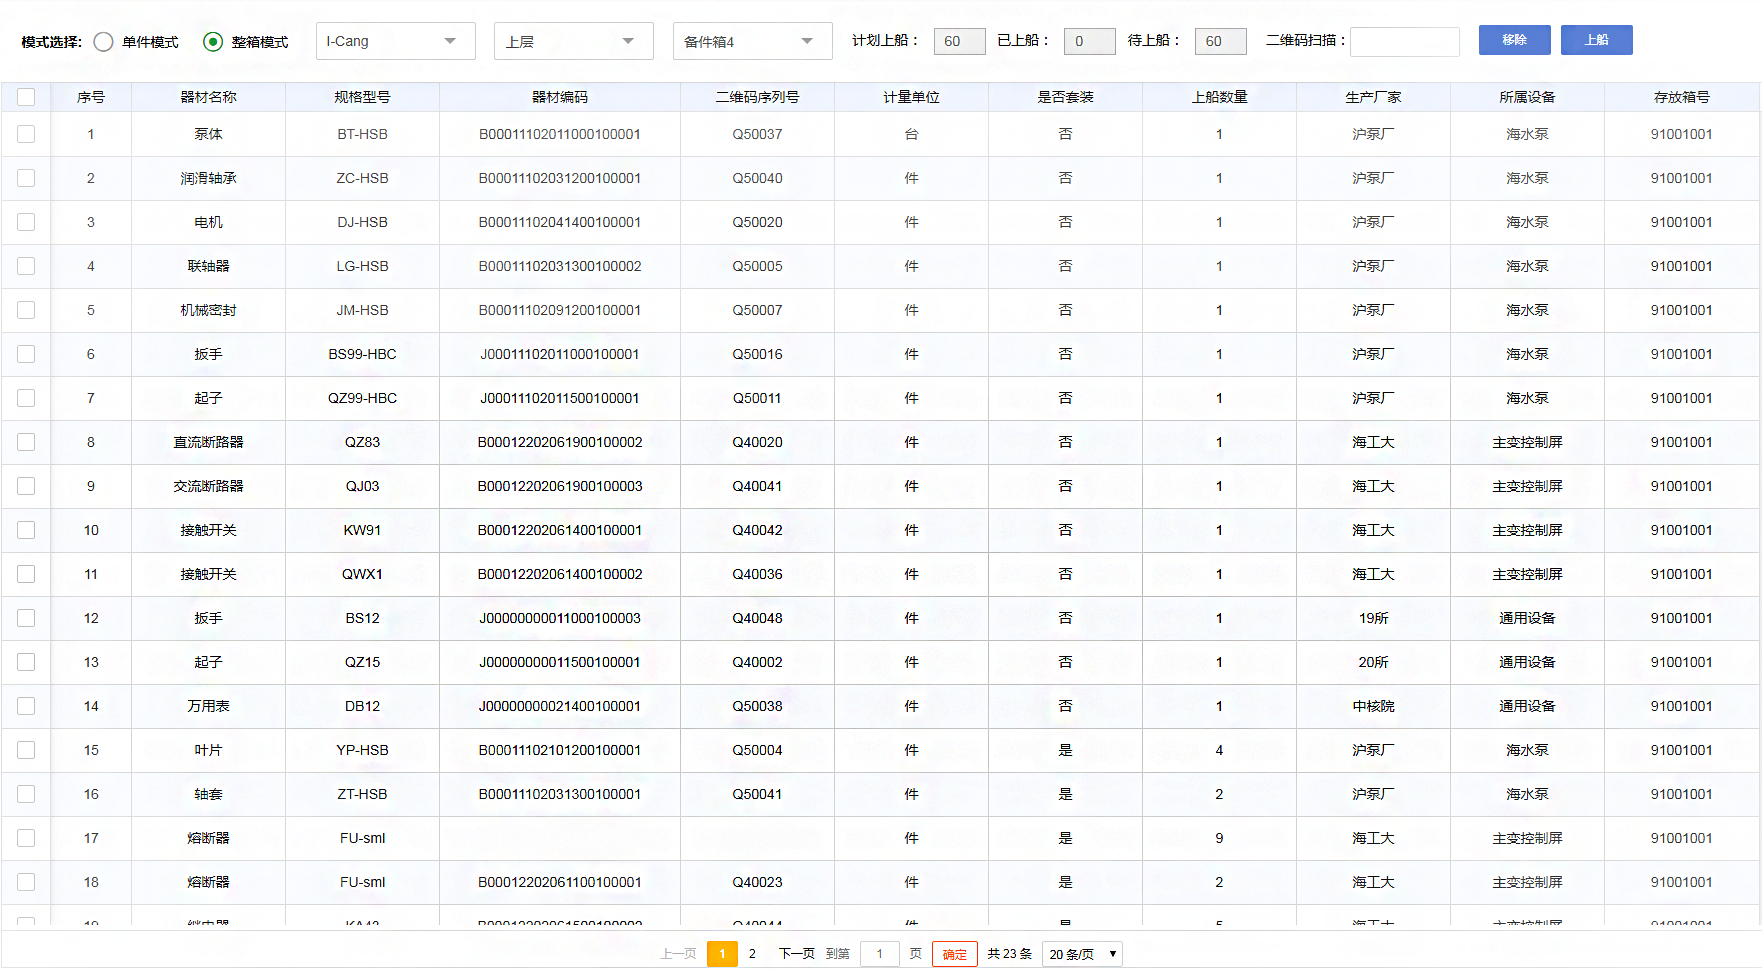 模式选择: 单件模式 整箱模式 I-Cang 上层 备件箱4 计划上船： 60 已上船： 0 待上船： 60 二维码扫描： 移除 上船
序号 器材名称 规格型号 器材编码 二维码序列号 计量单位 是否套装 上船数量 生产厂家 所属设备 存放箱号
1 泵体 BT-HSB B00011102011000100001 Q50037 台 否 1 沪泵厂 海水泵 91001001
2 润滑轴承 ZC-HSB B00011102031200100001 Q50040 件 否 1 沪泵厂 海水泵 91001001
3 电机 DJ-HSB B00011102041400100001 Q50020 件 否 1 沪泵厂 海水泵 91001001
4 联轴器 LG-HSB B00011102031300100002 Q50005 件 否 1 沪泵厂 海水泵 91001001
5 机械密封 JM-HSB B00011102091200100001 Q50007 件 否 1 沪泵厂 海水泵 91001001
6 扳手 BS99-HBC J00011102011000100001 Q50016 件 否 1 沪泵厂 海水泵 91001001
7 起子 QZ99-HBC J00011102011500100001 Q50011 件 否 1 沪泵厂 海水泵 91001001
8 直流断路器 QZ83 B00012202061900100002 Q40020 件 否 1 海工大 主变控制屏 91001001
9 交流断路器 QJ03 B00012202061900100003 Q40041 件 否 1 海工大 主变控制屏 91001001
10 接触开关 KW91 B00012202061400100001 Q40042 件 否 1 海工大 主变控制屏 91001001
11 接触开关 QWX1 B00012202061400100002 Q40036 件 否 1 海工大 主变控制屏 91001001
12 扳手 BS12 J00000000011000100003 Q40048 件 否 1 19所 通用设备 91001001
13 起子 QZ15 J00000000011500100001 Q40002 件 否 1 20所 通用设备 91001001
14 万用表 DB12 J00000000021400100001 Q50038 件 否 1 中核院 通用设备 91001001
15 叶片 YP-HSB B00011102101200100001 Q50004 件 是 4 沪泵厂 海水泵 91001001
16 轴套 ZT-HSB B00011102031300100001 Q50041 件 是 2 沪泵厂 海水泵 91001001
17 熔断器 FU-sml 件 是 9 海工大 主变控制屏 91001001
18 熔断器 FU-sml B00012202061100100001 Q40023 件 是 2 海工大 主变控制屏 91001001
19 继电器 件 是 海工大 主变控制屏 91001001
上一页 1 2 下一页 到第 1 页 确定 共 23 条 20 条/页